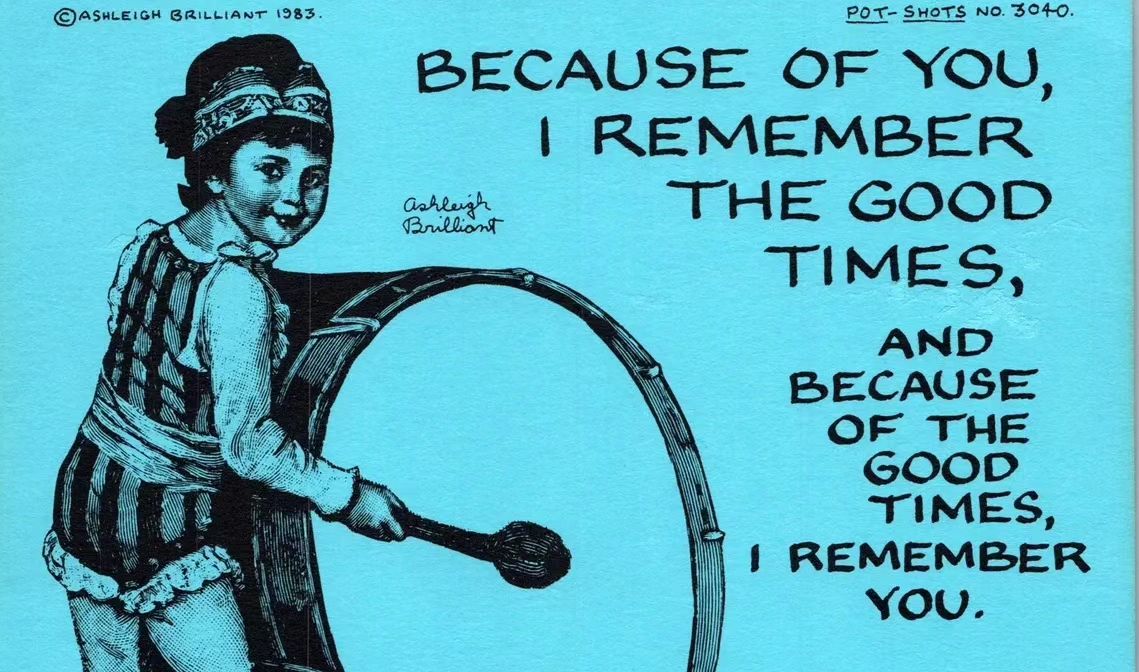 ©ASHLEIGH BRILLIANT 1983.
POT-SHOTS NO. 3040.
BECAUSE OF YOU,
I REMEMBER
THE GOOD
TIMES,
Ashleigh
Brilliant
AND
BECAUSE
OF THE
GOOD
TIMES,
I REMEMBER
YOU.